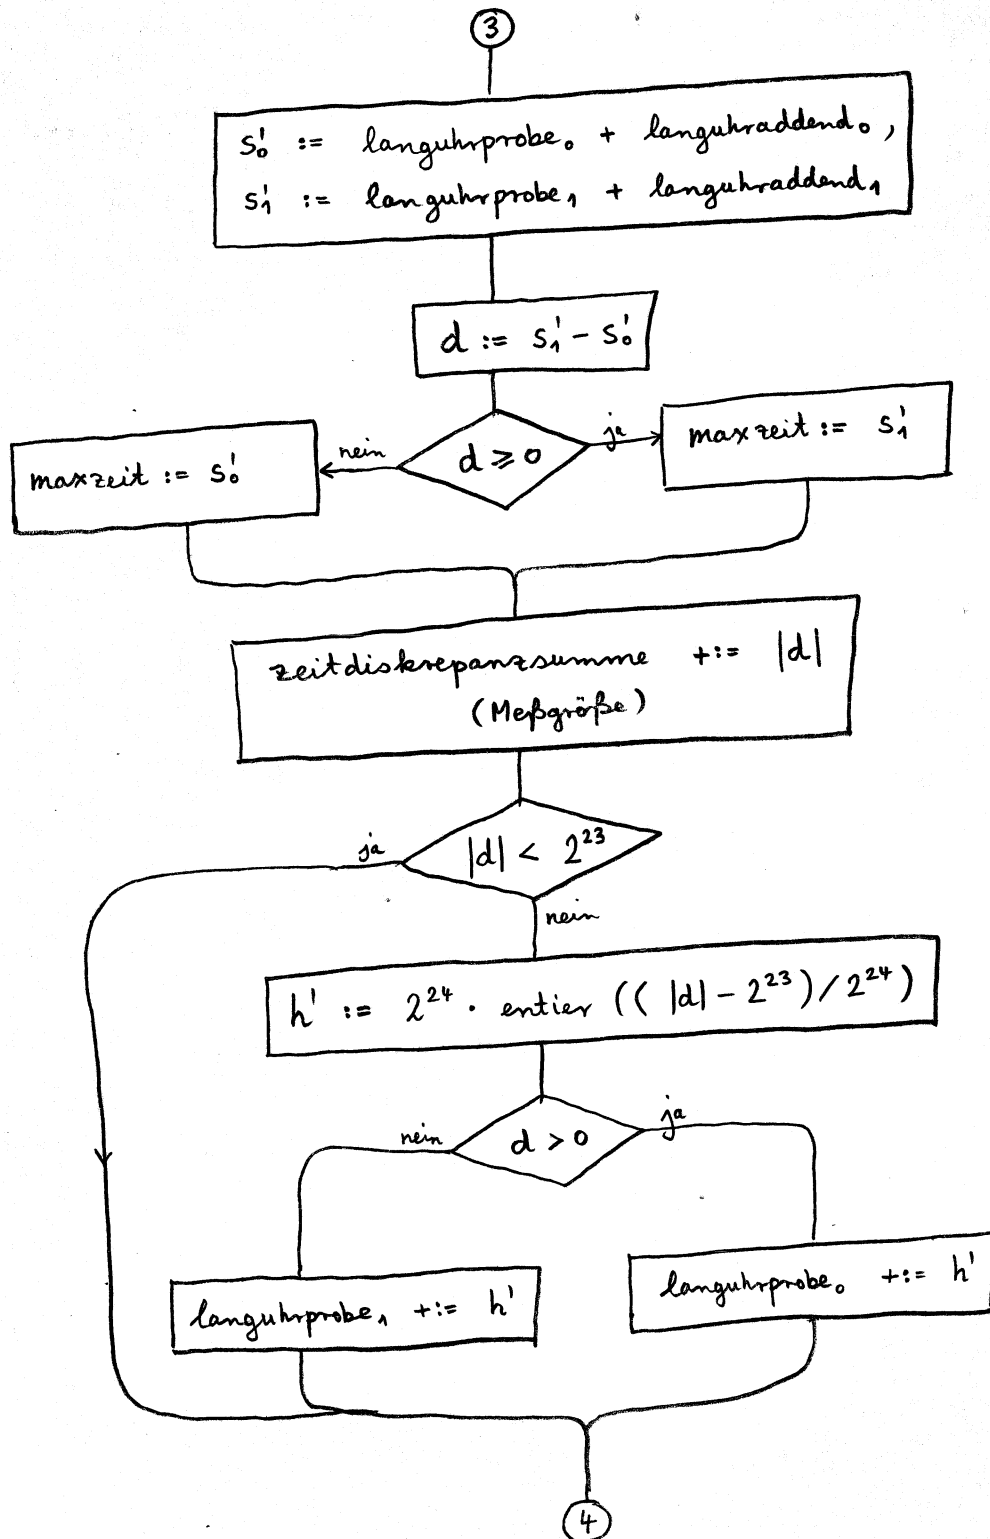 3
s'₀ := languhrprobe₀ + languhraddend₀,
s'₁ := languhrprobe₁ + languhraddend₁
d := s'₁ − s'₀
maxzeit := s'₀
nein
d ≥ 0
ja
maxzeit := s'₁
zeitdiskrepanzsumme +:= |d|
(Meßgröße)
ja
|d| < 2²³
nein
h' := 2²⁴ · entier (( |d| − 2²³) / 2²⁴)
nein
d > 0
ja
languhrprobe₁ +:= h'
languhrprobe₀ +:= h'
4